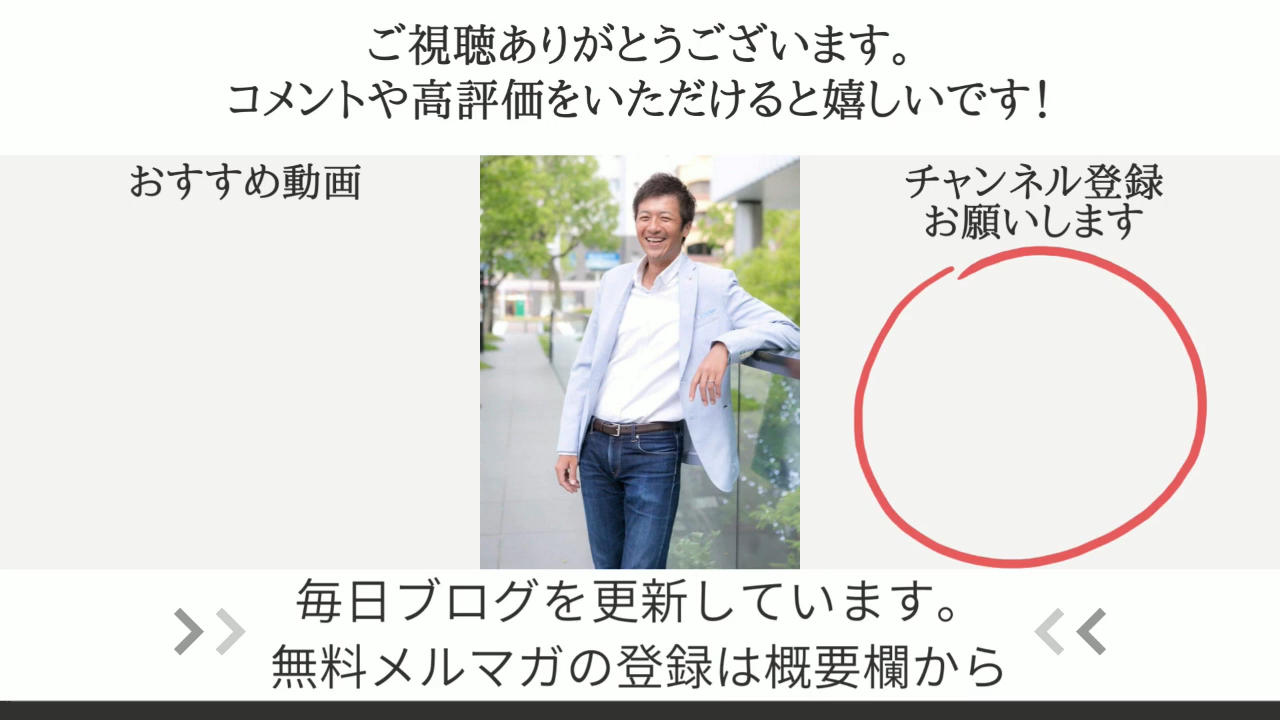 ご視聴ありがとうございます。
コメントや高評価をいただけると嬉しいです!
おすすめ動画
チャンネル登録
お願いします
毎日ブログを更新しています。
無料メルマガの登録は概要欄から